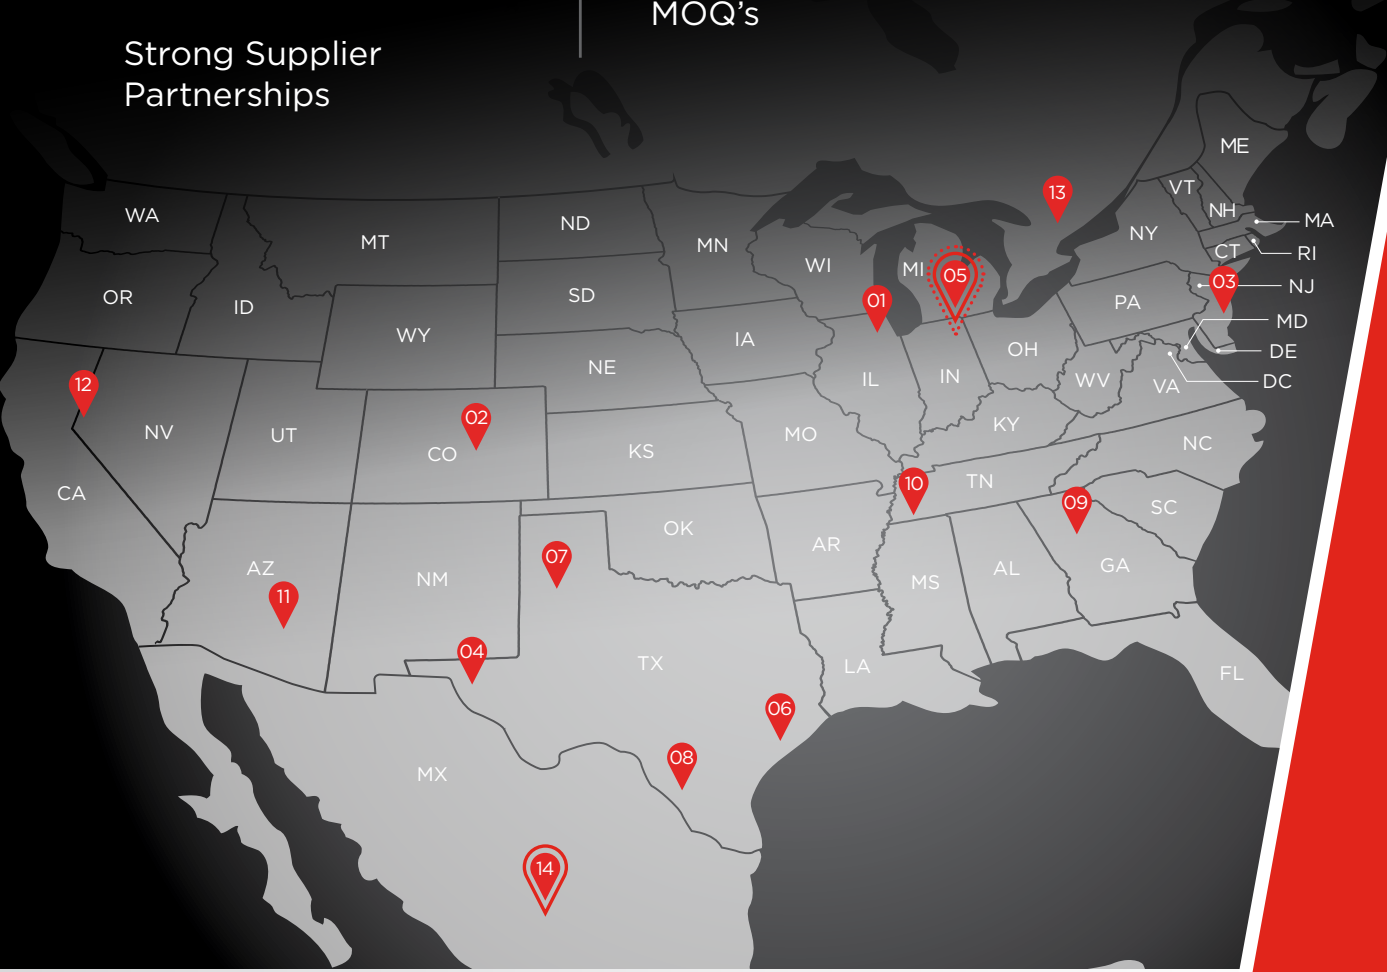 MOQ's
Strong Supplier
Partnerships
ME
VT
NH
MA
WA
MT
ND
MN
13
NY
CT
RI
WI
MI
05
03
NJ
OR
ID
SD
01
PA
MD
WY
IA
OH
DE
NE
IL
IN
WV
VA
DC
12
02
NV
UT
CO
KS
MO
KY
NC
CA
10
TN
09
SC
OK
AR
07
AZ
NM
MS
AL
GA
11
04
TX
LA
FL
06
08
MX
14